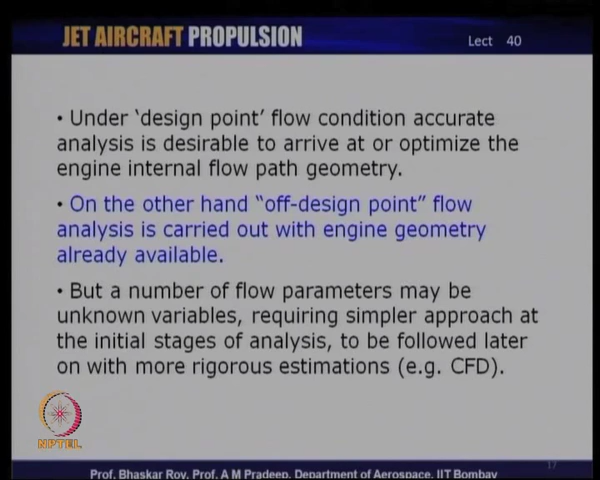 JET AIRCRAFT PROPULSION
Lect 40
• Under ‘design point’ flow condition accurate
analysis is desirable to arrive at or optimize the
engine internal flow path geometry.
• On the other hand “off-design point” flow
analysis is carried out with engine geometry
already available.
• But a number of flow parameters may be
unknown variables, requiring simpler approach at
the initial stages of analysis, to be followed later
on with more rigorous estimations (e.g. CFD).
NPTEL
17
Prof. Bhaskar Roy, Prof. A M Pradeep, Department of Aerospace, IIT Bombay